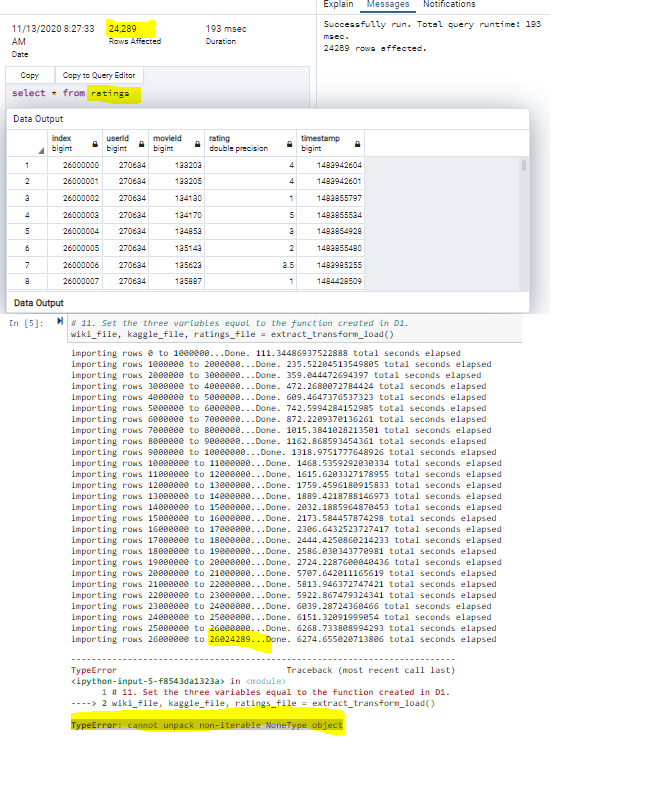 Explain Messages Notifications
11/13/2020 8:27:33 AM
Date
24,289
Rows Affected
193 msec
Duration
Successfully run. Total query runtime: 193
msec.
24289 rows affected.
Copy Copy to Query Editor
select * from ratings
Data Output
index bigint userId bigint movieId bigint rating double precision timestamp bigint
1 26000000 270634 133203 4 1483942604
2 26000001 270634 133205 4 1483942601
3 26000002 270634 134130 1 1483855797
4 26000003 270634 134170 5 1483855534
5 26000004 270634 134853 3 1483854928
6 26000005 270634 135143 2 1483855480
7 26000006 270634 135623 3.5 1483985255
8 26000007 270634 135887 1 1484428509
Data Output
In [5]: # 11. Set the three variables equal to the function created in D1.
wiki_file, kaggle_file, ratings_file = extract_transform_load()
importing rows 0 to 1000000...Done. 111.34486937522888 total seconds elapsed
importing rows 1000000 to 2000000...Done. 235.52204513549805 total seconds elapsed
importing rows 2000000 to 3000000...Done. 359.044472694397 total seconds elapsed
importing rows 3000000 to 4000000...Done. 472.2680072784424 total seconds elapsed
importing rows 4000000 to 5000000...Done. 609.4647376537323 total seconds elapsed
importing rows 5000000 to 6000000...Done. 742.5994284152985 total seconds elapsed
importing rows 6000000 to 7000000...Done. 872.2209370136261 total seconds elapsed
importing rows 7000000 to 8000000...Done. 1015.3841028213501 total seconds elapsed
importing rows 8000000 to 9000000...Done. 1162.868593454361 total seconds elapsed
importing rows 9000000 to 10000000...Done. 1318.9751777648926 total seconds elapsed
importing rows 10000000 to 11000000...Done. 1468.5359292030334 total seconds elapsed
importing rows 11000000 to 12000000...Done. 1615.6203327178955 total seconds elapsed
importing rows 12000000 to 13000000...Done. 1759.4596180915833 total seconds elapsed
importing rows 13000000 to 14000000...Done. 1889.4218788146973 total seconds elapsed
importing rows 14000000 to 15000000...Done. 2032.1885964870453 total seconds elapsed
importing rows 15000000 to 16000000...Done. 2173.584457874298 total seconds elapsed
importing rows 16000000 to 17000000...Done. 2306.6432523727417 total seconds elapsed
importing rows 17000000 to 18000000...Done. 2444.4250860214233 total seconds elapsed
importing rows 18000000 to 19000000...Done. 2586.030343770981 total seconds elapsed
importing rows 19000000 to 20000000...Done. 2724.2287600040436 total seconds elapsed
importing rows 20000000 to 21000000...Done. 5707.642011165619 total seconds elapsed
importing rows 21000000 to 22000000...Done. 5813.946372747421 total seconds elapsed
importing rows 22000000 to 23000000...Done. 5922.867479324341 total seconds elapsed
importing rows 23000000 to 24000000...Done. 6039.28724360466 total seconds elapsed
importing rows 24000000 to 25000000...Done. 6151.32091999054 total seconds elapsed
importing rows 25000000 to 26000000...Done. 6268.733808994293 total seconds elapsed
importing rows 26000000 to 26024289...Done. 6274.655020713806 total seconds elapsed
---------------------------------------------------------------------------
TypeError Traceback (most recent call last)
<ipython-input-5-f8543da1323a> in <module>
1 # 11. Set the three variables equal to the function created in D1.
----> 2 wiki_file, kaggle_file, ratings_file = extract_transform_load()
TypeError: cannot unpack non-iterable NoneType object